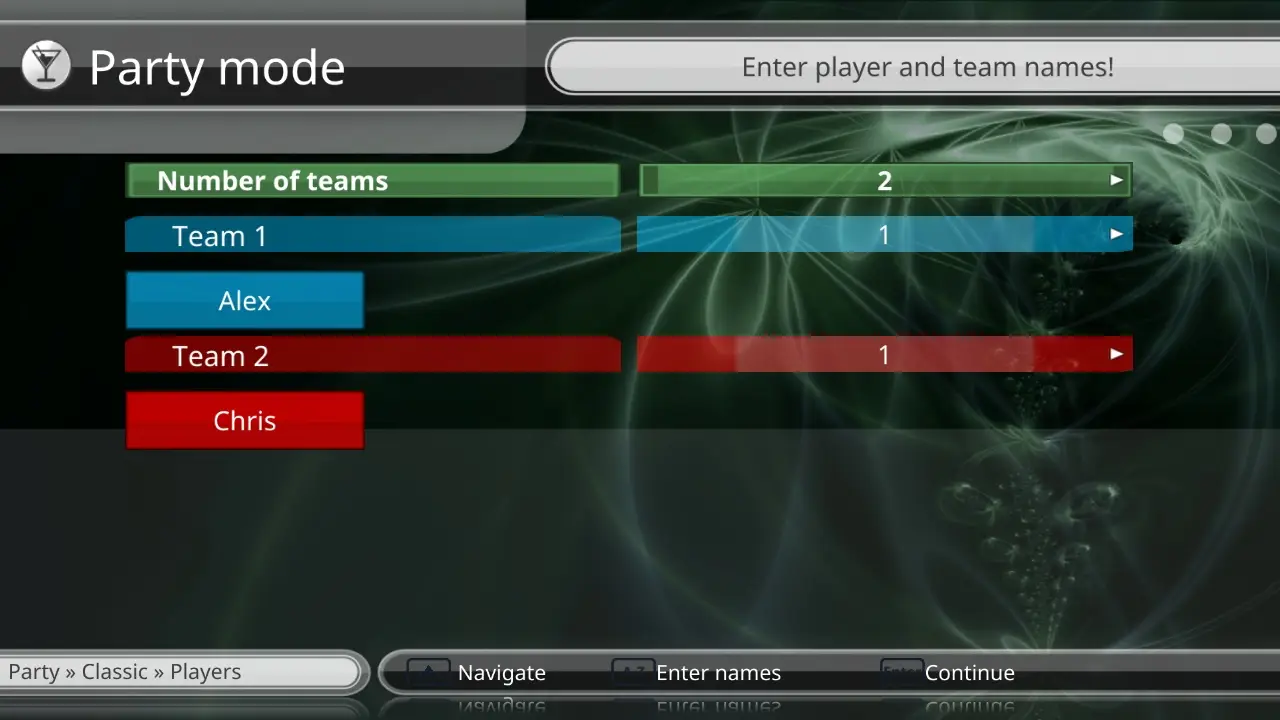 Party mode
Enter player and team names!
Number of teams 2
Team 1 1
Alex
Team 2 1
Chris
Party » Classic » Players
Navigate A-Z Enter names Enter Continue